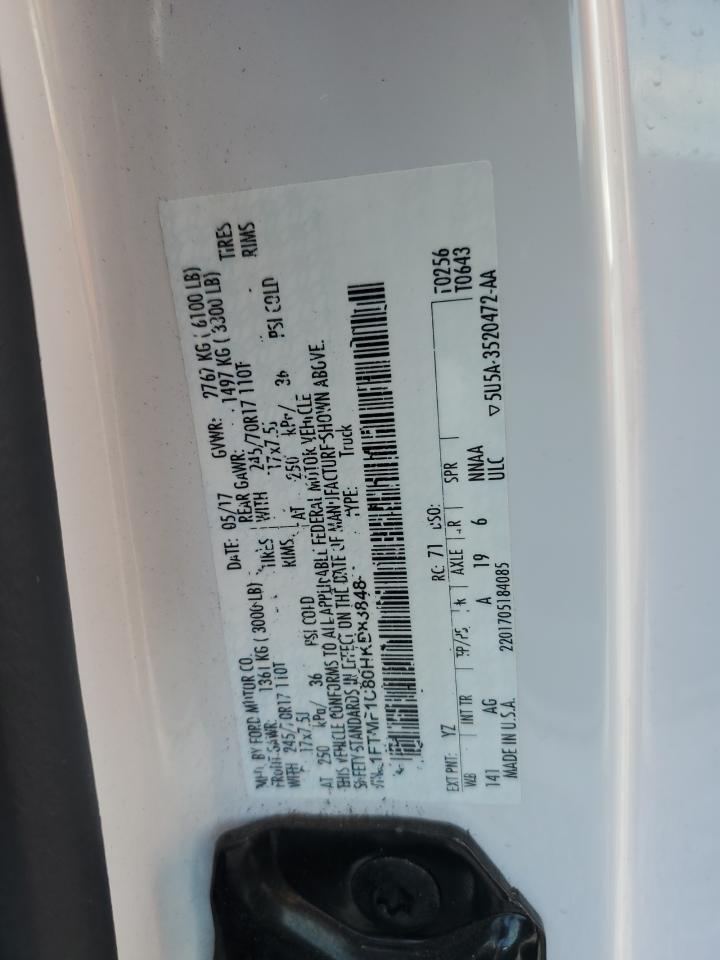 MFD. BY FORD MOTOR CO. DATE: 05/17 GVWR: 2767 KG ( 6100 LB)
FRONT GAWR: 1361 KG ( 3000 LB) REAR GAWR: 1497 KG ( 3300 LB)
WITH 245/70R17 110T TIRES WITH 245/70R17 110T TIRES
17x7.5J RIMS 17x7.5J RIMS
AT 250 kPa/ 36 PSI COLD AT 250 kPa/ 36 PSI COLD
THIS VEHICLE CONFORMS TO ALL APPLICABLE FEDERAL MOTOR VEHICLE
SAFETY STANDARDS IN EFFECT ON THE DATE OF MANUFACTURE SHOWN ABOVE.
TYPE: Truck
EXT PNT: YZ RC: 71 DSO: T0256
WB INT TR TP/PS R AXLE TR SPR T0643
141 AG A 19 6 NNAA
ULC
MADE IN U.S.A. 2201705184085 ▽5U5A-3520472-AA